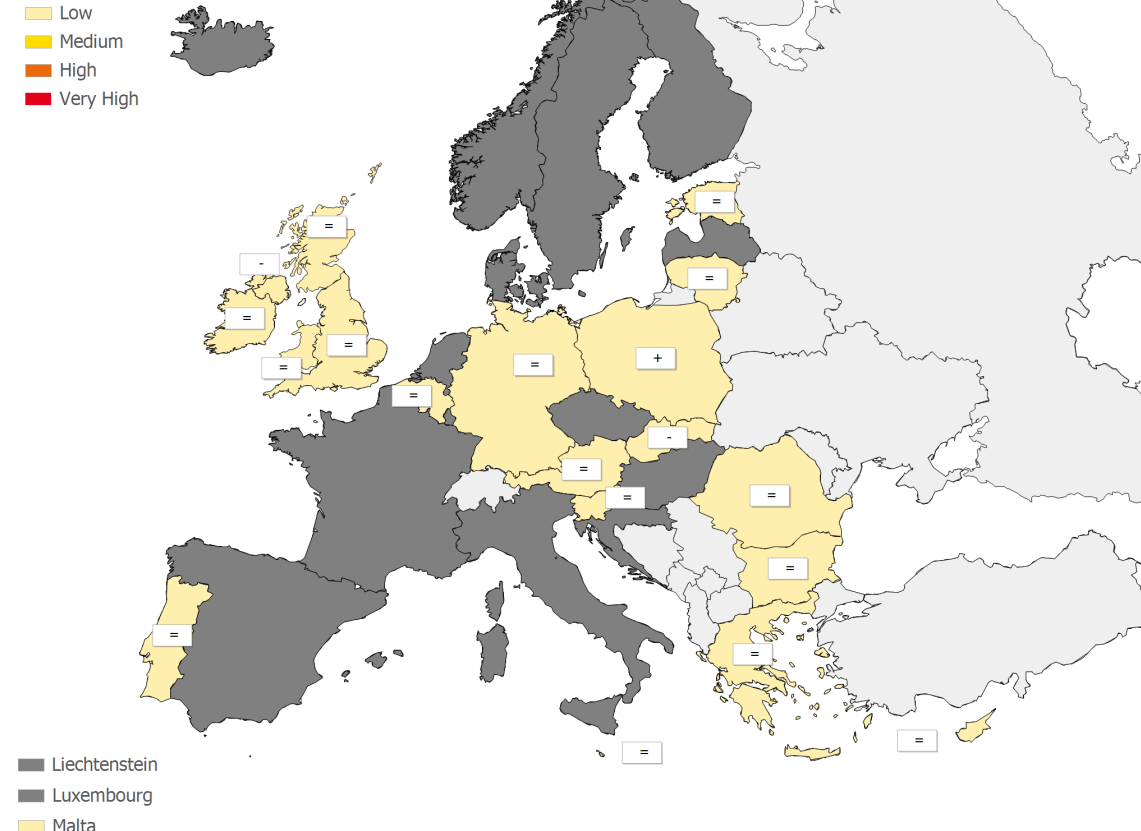 Low
Medium
High
Very High
=
=
-
=
=
=
=
+
=
=
=
-
=
=
=
=
=
=
=
=
Liechtenstein
Luxembourg
Malta